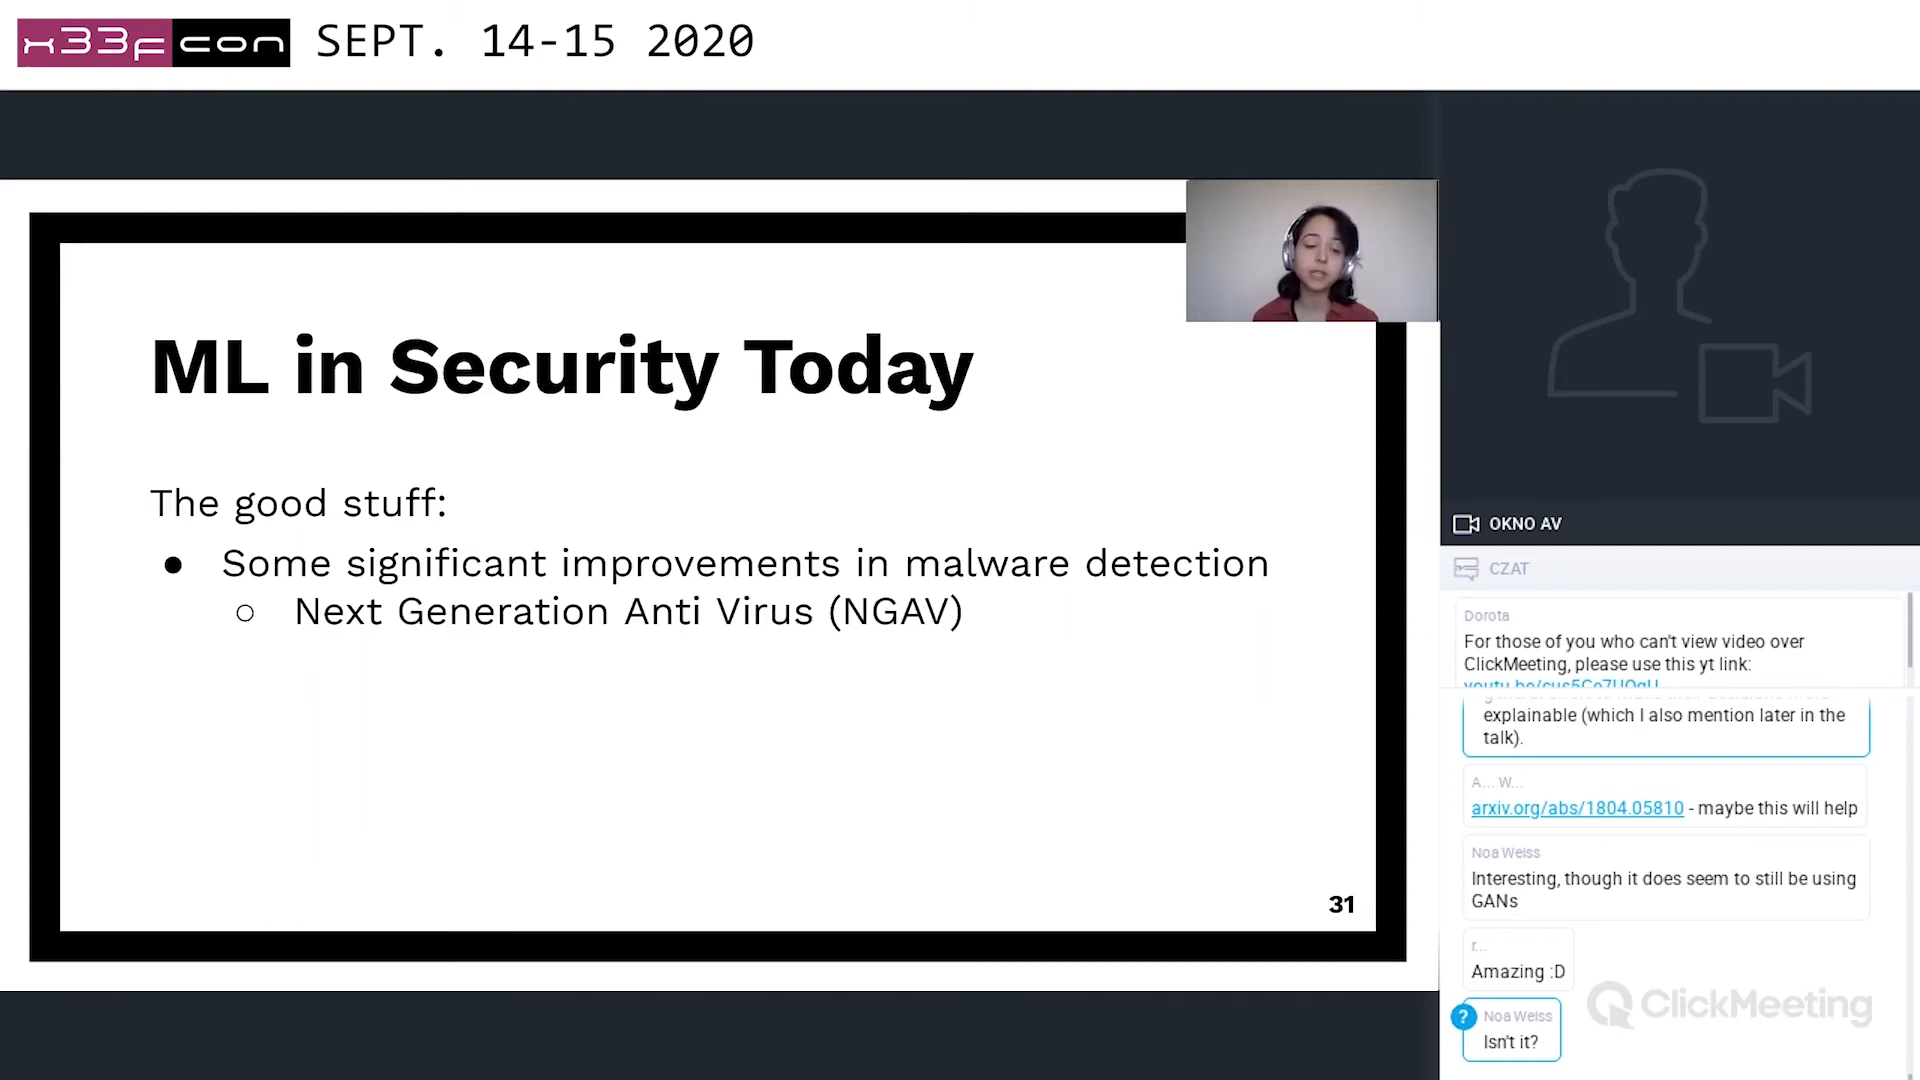 x33fcon SEPT. 14-15 2020
ML in Security Today
The good stuff:
● Some significant improvements in malware detection
○ Next Generation Anti Virus (NGAV)
31
OKNO AV
CZAT
Dorota
For those of you who can't view video over
ClickMeeting, please use this yt link:
explainable (which I also mention later in the
talk).
A... W...
arxiv.org/abs/1804.05810 - maybe this will help
Noa Weiss
Interesting, though it does seem to still be using
GANs
r...
Amazing :D
ClickMeeting
? Noa Weiss
Isn't it?